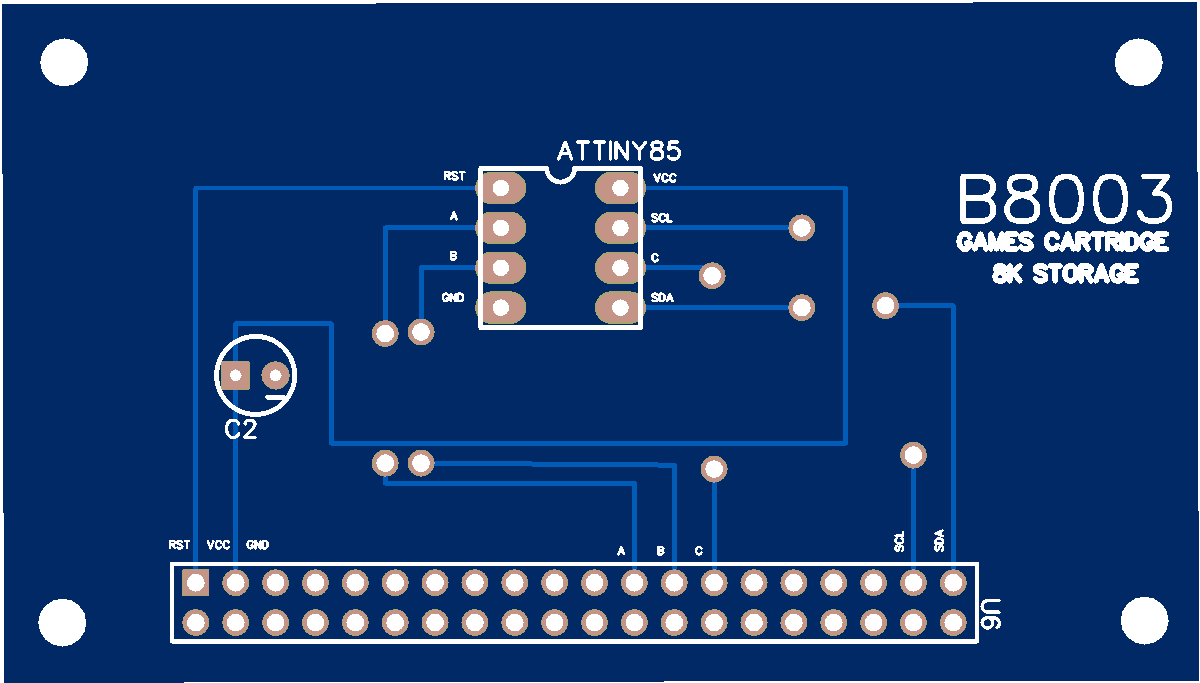 ATTINY85
RST
VCC
A
SCL
B
C
GND
SDA
B8003
GAMES CARTRIDGE
8K STORAGE
C2
RST
VCC
GND
A
B
C
SCL
SDA
U6